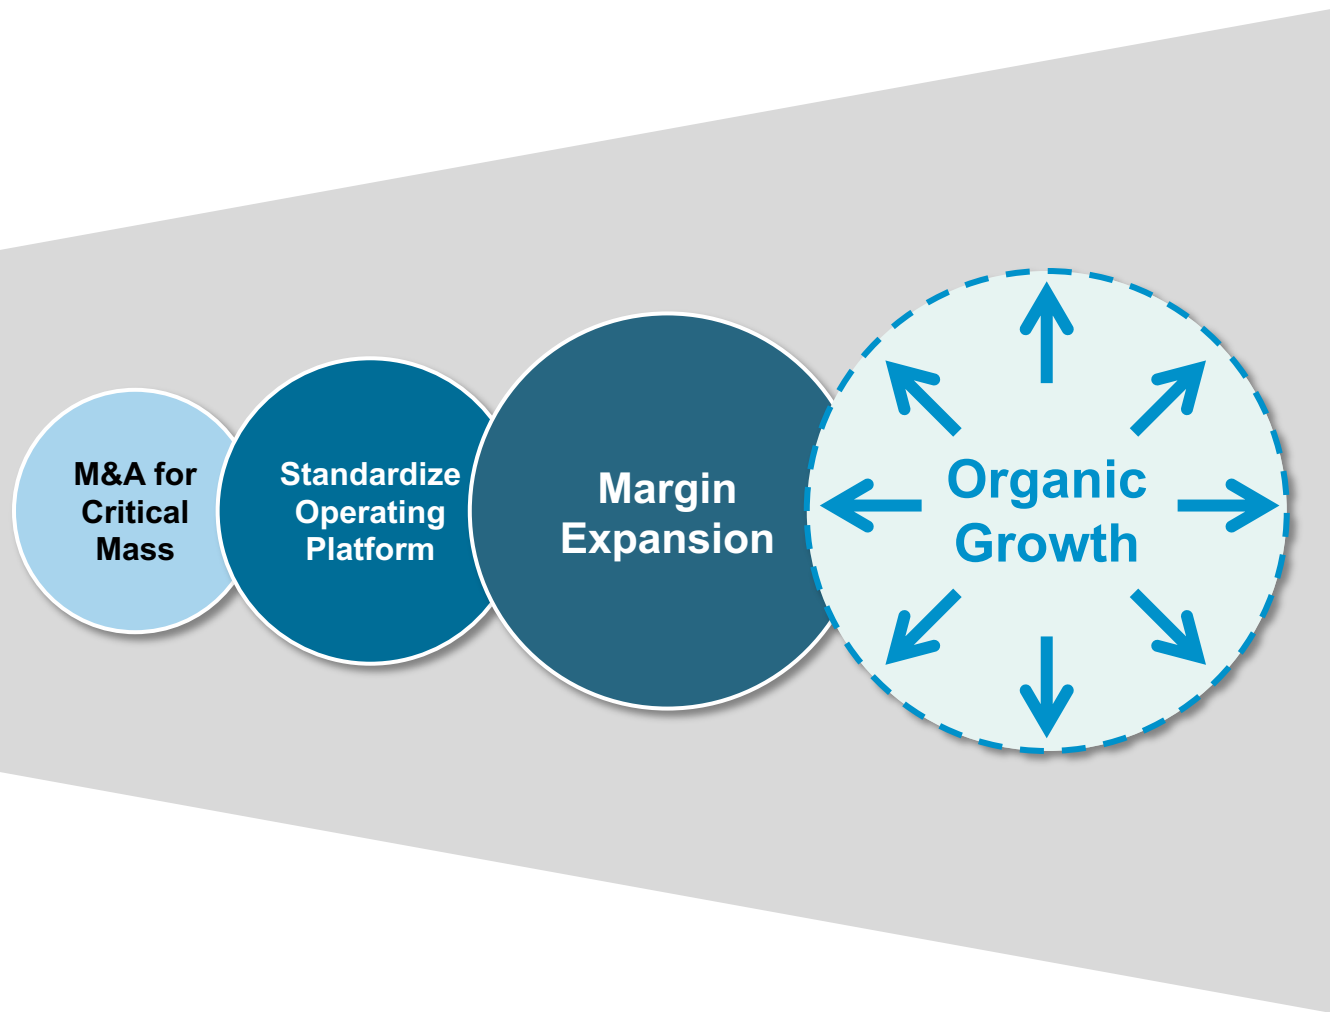 M&A for
Critical
Mass
Standardize
Operating
Platform
Margin
Expansion
Organic
Growth